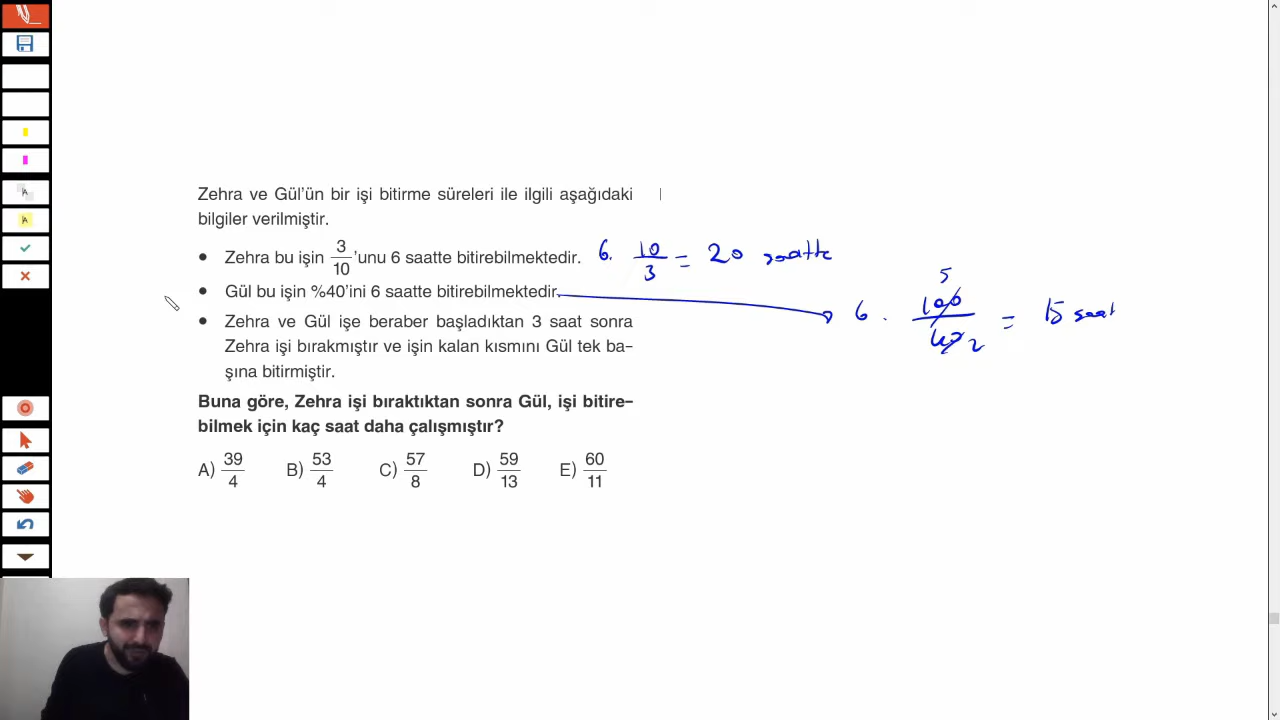 Zehra ve Gül'ün bir işi bitirme süreleri ile ilgili aşağıdaki
bilgiler verilmiştir.
• Zehra bu işin 3/10 'unu 6 saatte bitirebilmektedir. 6. 10/3 = 20 saatte
• Gül bu işin %40'ini 6 saatte bitirebilmektedir. 6 . 100/40 = 15 saat
5
2
• Zehra ve Gül işe beraber başladıktan 3 saat sonra
Zehra işi bırakmıştır ve işin kalan kısmını Gül tek ba–
şına bitirmiştir.
Buna göre, Zehra işi bıraktıktan sonra Gül, işi bitire–
bilmek için kaç saat daha çalışmıştır?
A) 39/4 B) 53/4 C) 57/8 D) 59/13 E) 60/11